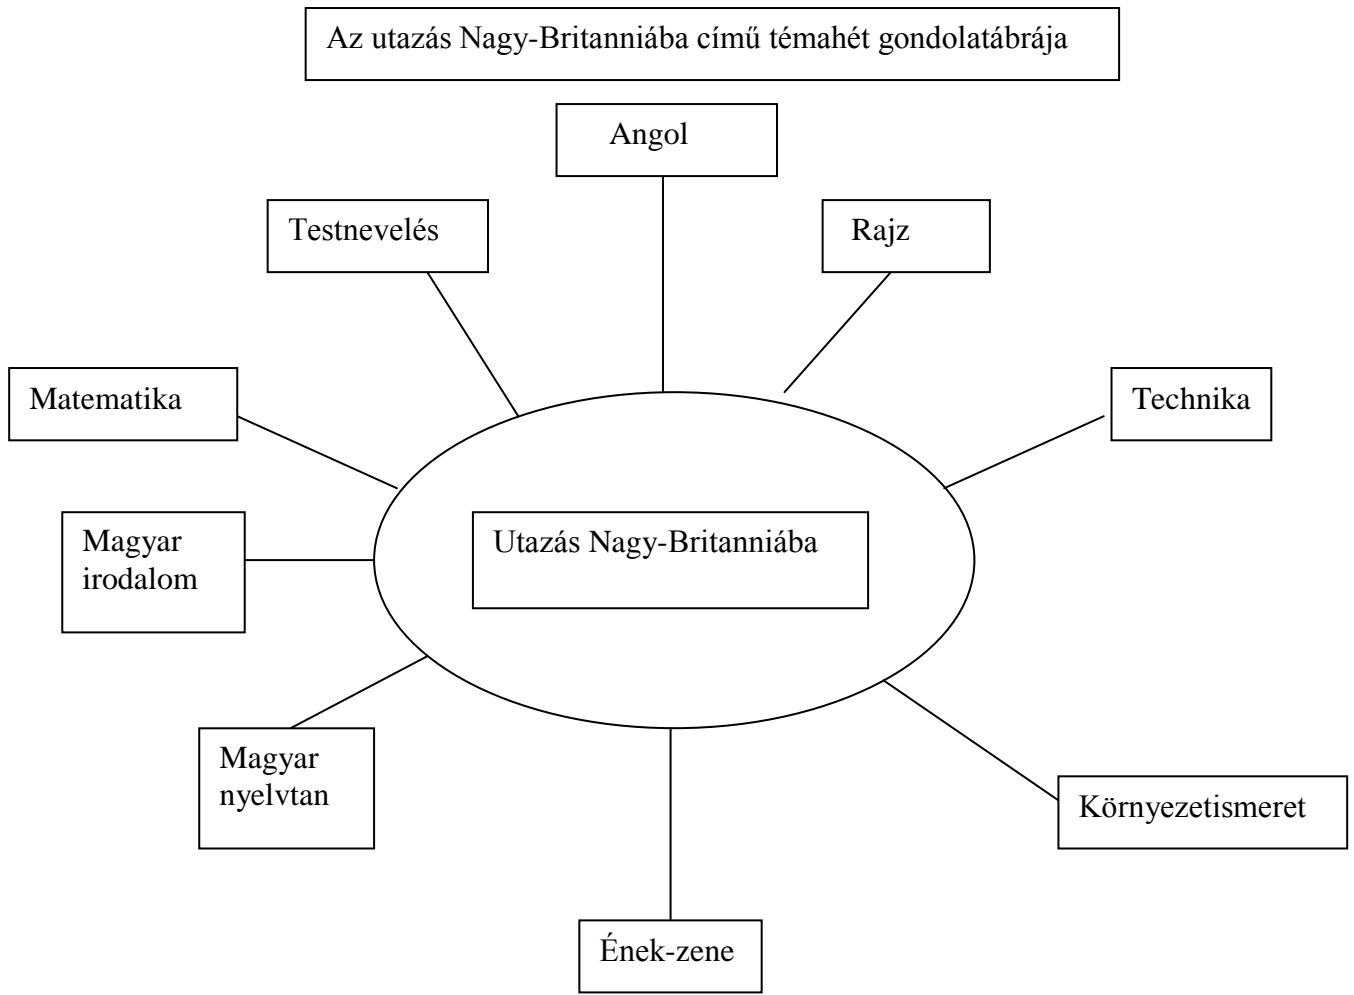 Az utazás Nagy-Britanniába című témahét gondolatábrája
Angol
Testnevelés
Rajz
Matematika
Technika
Magyar
irodalom
Utazás Nagy-Britanniába
Magyar
nyelvtan
Környezetismeret
Ének-zene